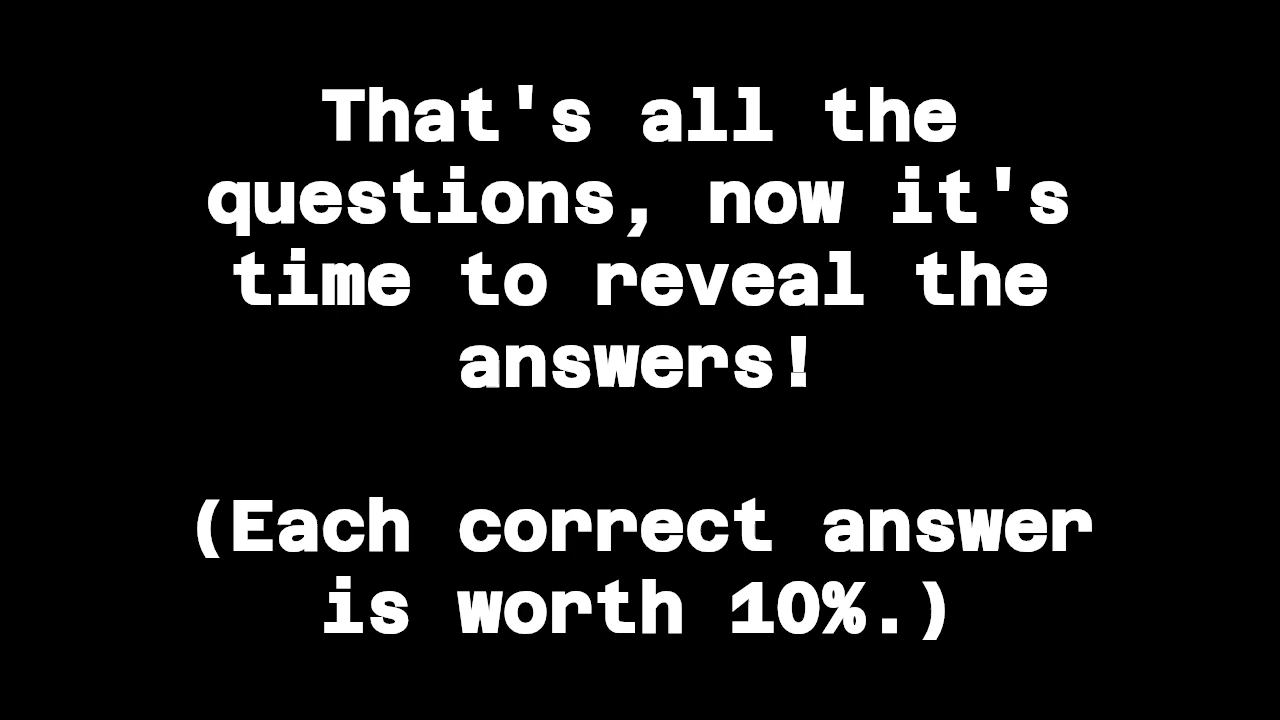 That's all the
questions, now it's
time to reveal the
answers!
(Each correct answer
is worth 10%.)